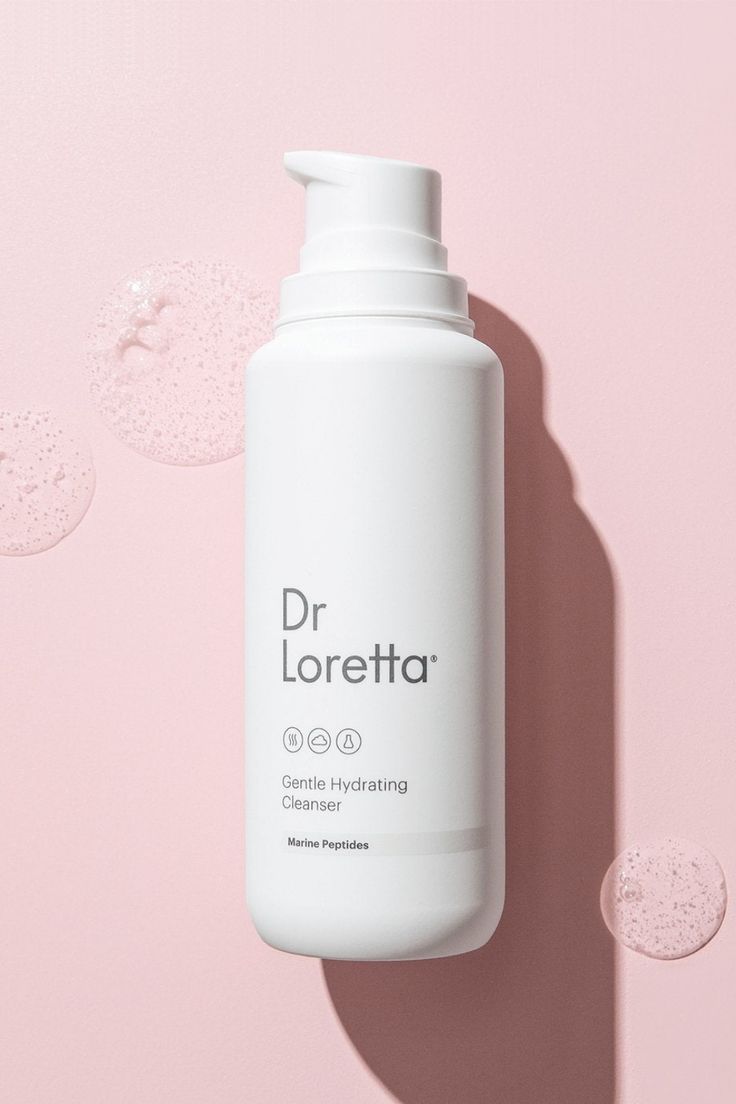 Dr
Loretta®
Gentle Hydrating
Cleanser
Marine Peptides